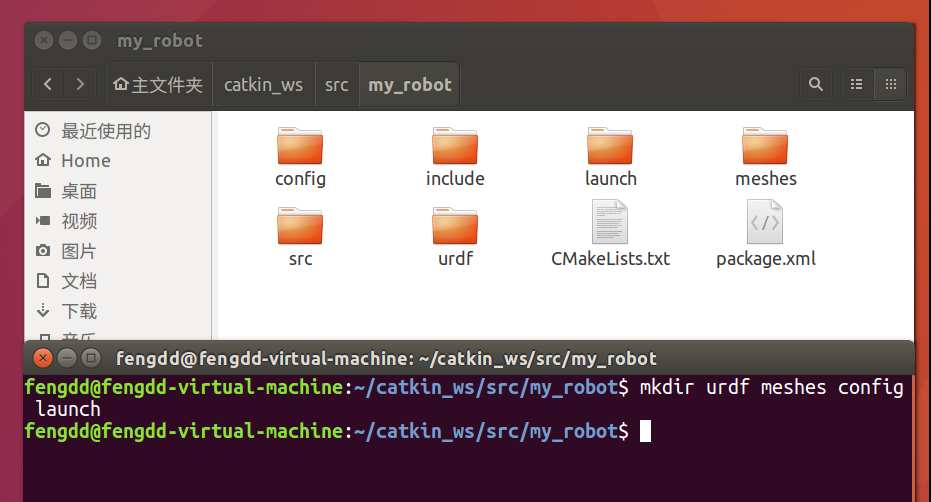 my_robot
主文件夹 catkin_ws src my_robot
最近使用的
Home
桌面
视频
图片
文档
下载
音乐
config include launch meshes
src urdf CMakeLists.txt package.xml
fengdd@fengdd-virtual-machine: ~/catkin_ws/src/my_robot
fengdd@fengdd-virtual-machine:~/catkin_ws/src/my_robot$ mkdir urdf meshes config
launch
fengdd@fengdd-virtual-machine:~/catkin_ws/src/my_robot$